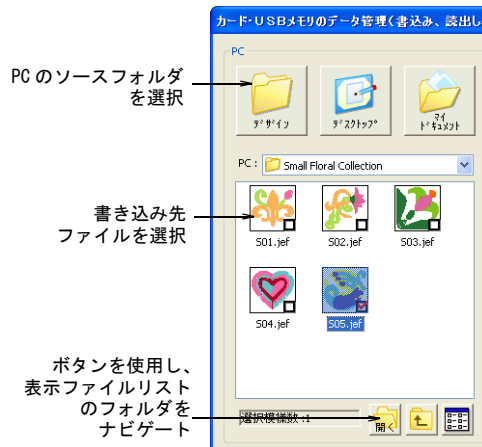 カード・USBメモリのデータ管理(書込み、読出し
PC
PCのソースフォルダ
を選択
デザイン
デスクトップ
マイ
ドキュメント
PC: Small Floral Collection
書き込み先
ファイルを選択
S01.jef
S02.jef
S03.jef
S04.jef
S05.jef
ボタンを使用し、
表示ファイルリスト
のフォルダを
ナビゲート
選択模様数:1
開く